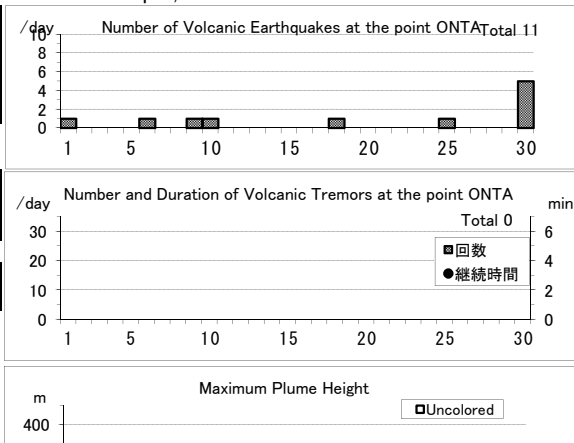 /day Number of Volcanic Earthquakes at the point ONTA Total 11
10
8
6
4
2
0
1 5 10 15 20 25 30
Number and Duration of Volcanic Tremors at the point ONTA
/day min
Total 0
30 6
回数
20 4
継続時間
10 2
0 0
1 5 10 15 20 25 30
Maximum Plume Height
m
Uncolored
400